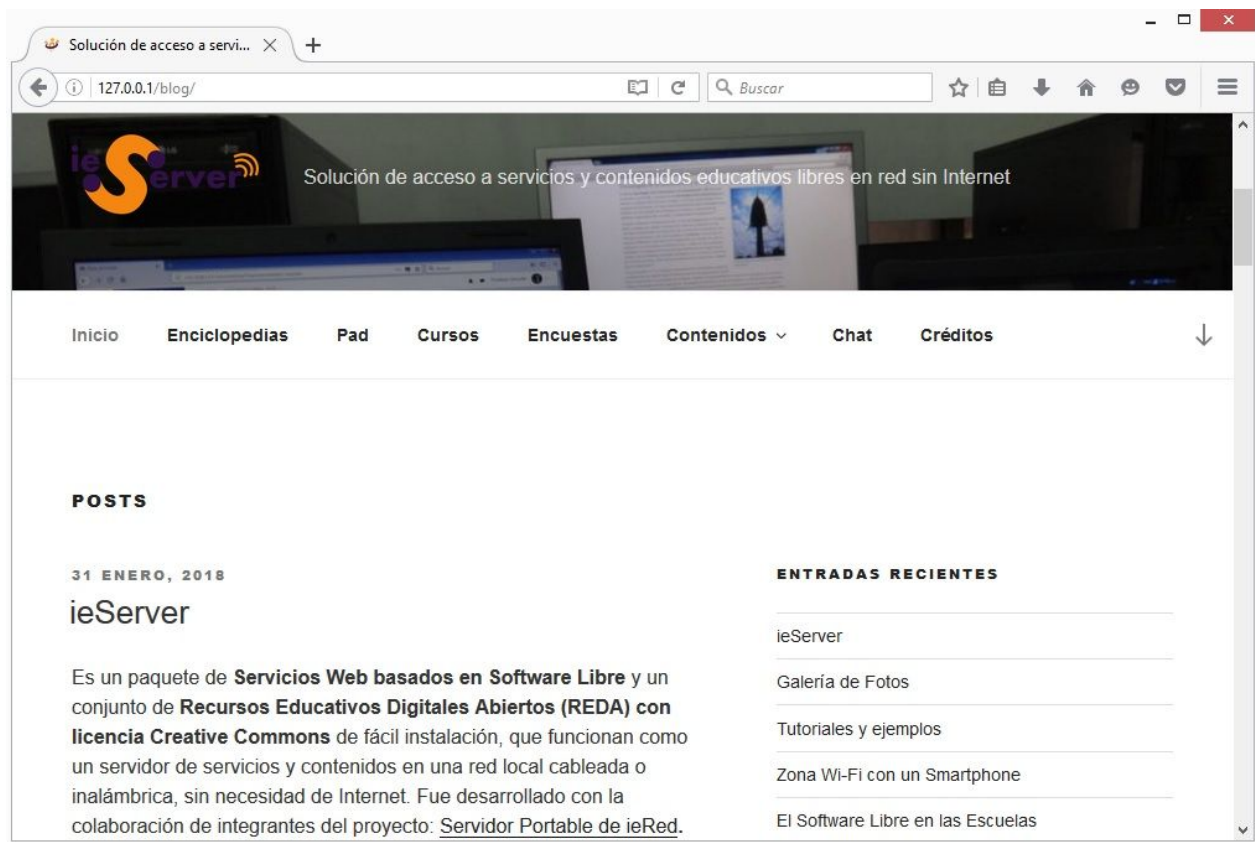 Solución de acceso a servi...
127.0.0.1/blog/
Buscar
ieServer
Solución de acceso a servicios y contenidos educativos libres en red sin Internet
Inicio Enciclopedias Pad Cursos Encuestas Contenidos Chat Créditos
POSTS
31 ENERO, 2018
ieServer
Es un paquete de Servicios Web basados en Software Libre y un
conjunto de Recursos Educativos Digitales Abiertos (REDA) con
licencia Creative Commons de fácil instalación, que funcionan como
un servidor de servicios y contenidos en una red local cableada o
inalámbrica, sin necesidad de Internet. Fue desarrollado con la
colaboración de integrantes del proyecto: Servidor Portable de ieRed.
ENTRADAS RECIENTES
ieServer
Galería de Fotos
Tutoriales y ejemplos
Zona Wi-Fi con un Smartphone
El Software Libre en las Escuelas